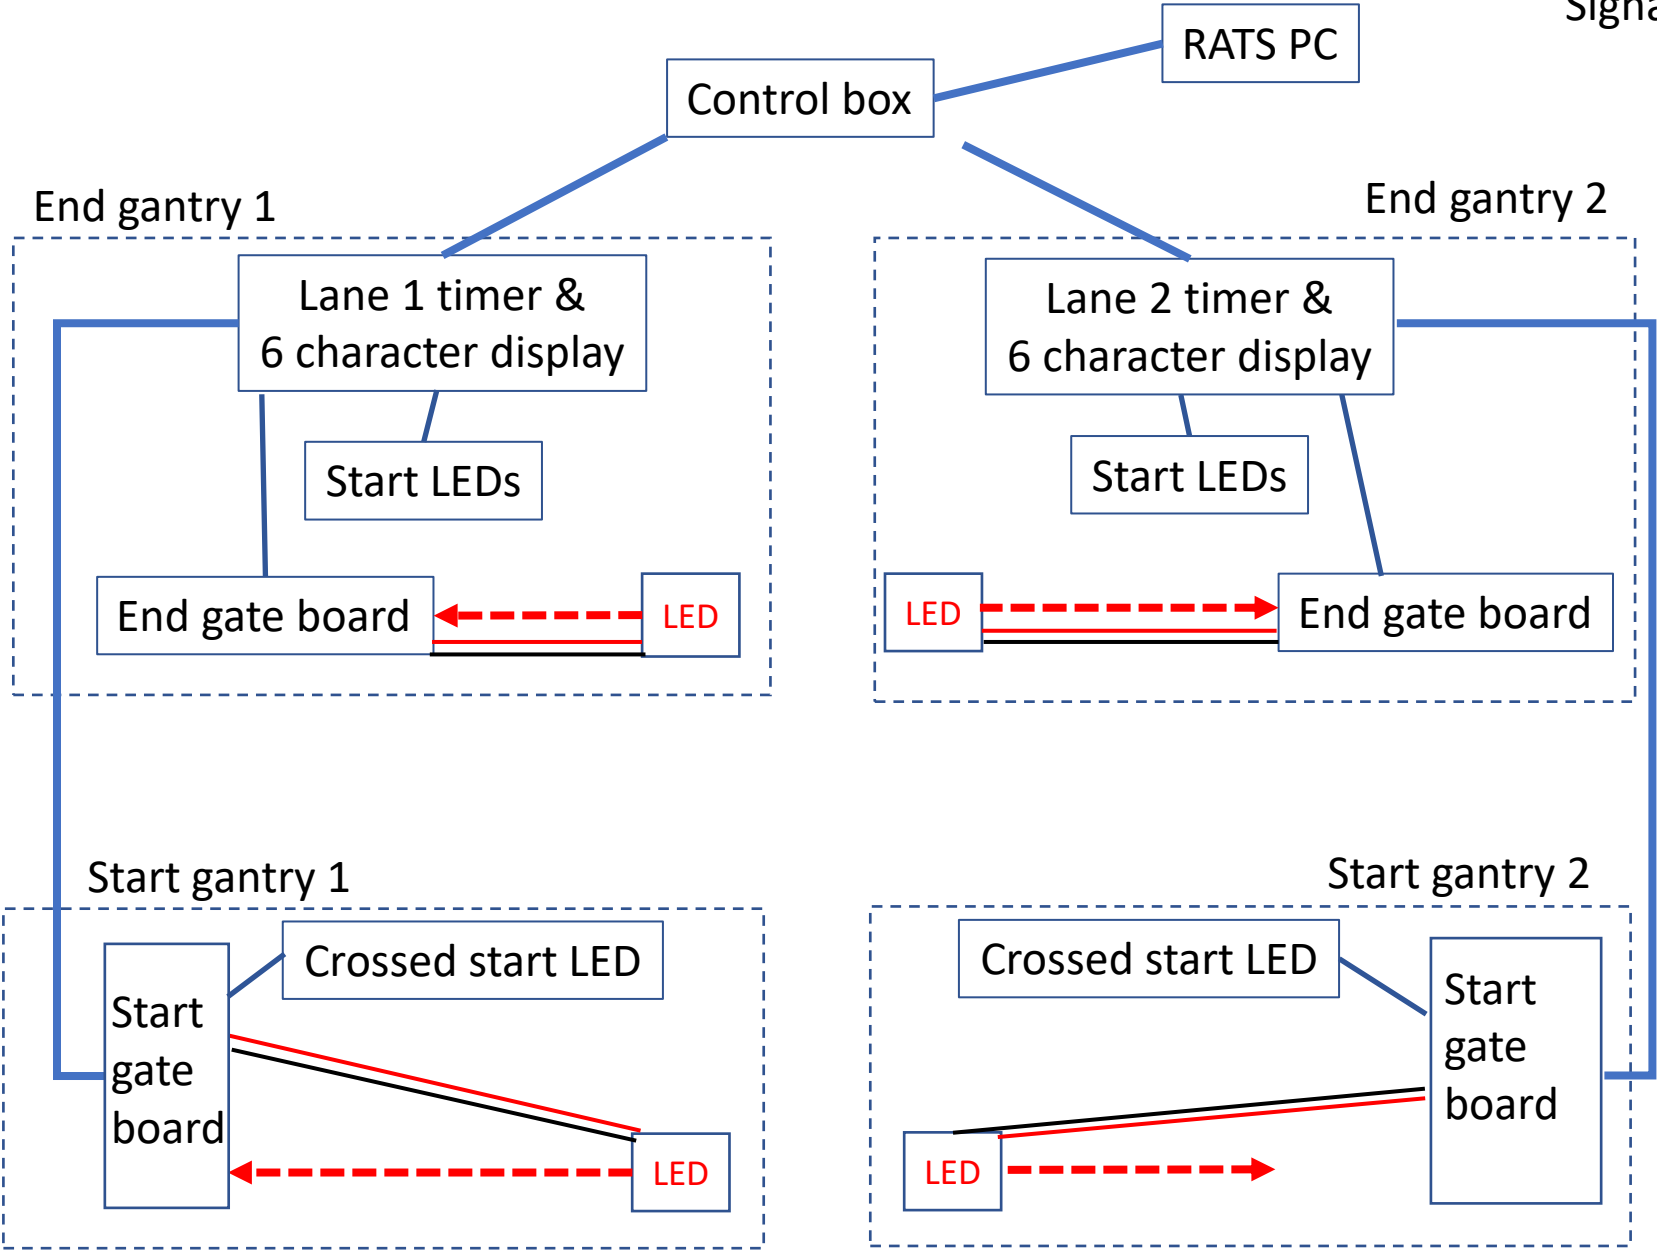 RATS PC
Control box
End gantry 1
End gantry 2
Lane 1 timer &
6 character display
Lane 2 timer &
6 character display
Start LEDs
Start LEDs
End gate board
LED
LED
End gate board
Start gantry 1
Start gantry 2
Crossed start LED
Crossed start LED
Start
gate
board
Start
gate
board
LED
LED